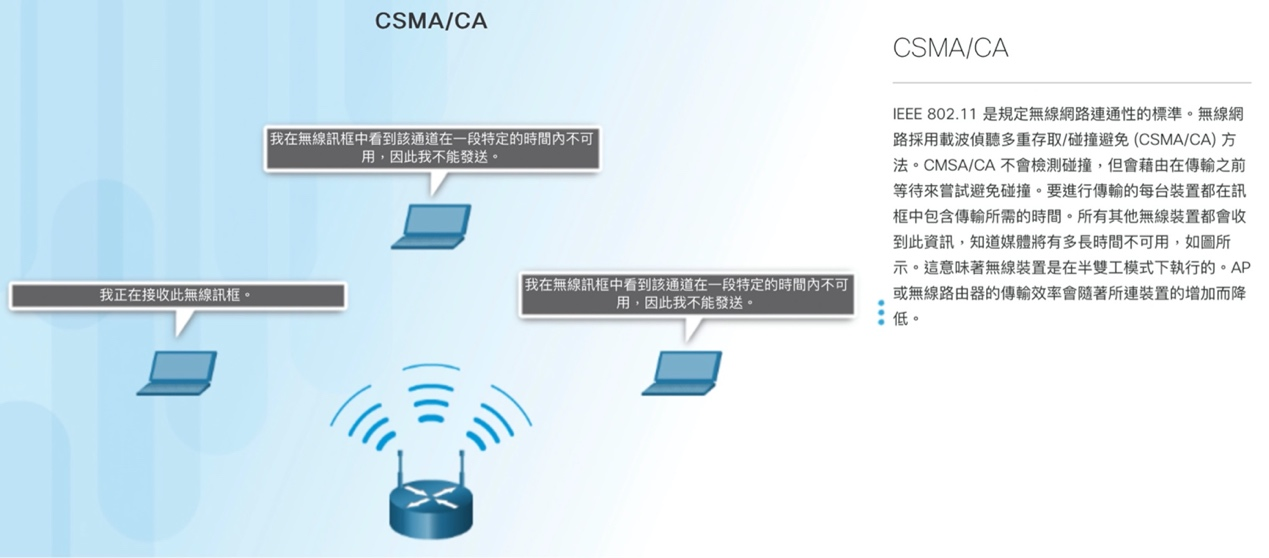 CSMA/CA
我在無線訊框中看到該通道在一段特定的時間內不可
用，因此我不能發送。
我正在接收此無線訊框。
我在無線訊框中看到該通道在一段特定的時間內不可
用，因此我不能發送。
CSMA/CA
IEEE 802.11 是規定無線網路連通性的標準。無線網
路採用載波偵聽多重存取/碰撞避免 (CSMA/CA) 方
法。CMSA/CA 不會檢測碰撞，但會藉由在傳輸之前
等待來嘗試避免碰撞。要進行傳輸的每台裝置都在訊
框中包含傳輸所需的時間。所有其他無線裝置都會收
到此資訊，知道媒體將有多長時間不可用，如圖所
示。這意味著無線裝置是在半雙工模式下執行的。AP
或無線路由器的傳輸效率會隨著所連裝置的增加而降
低。